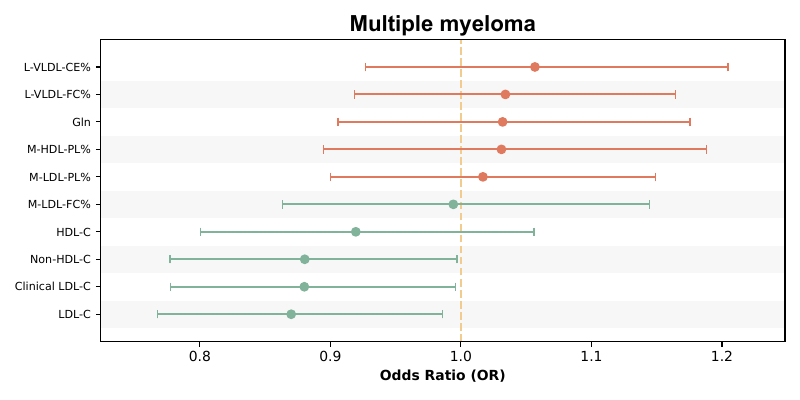 Multiple myeloma
L-VLDL-CE%
L-VLDL-FC%
Gln
M-HDL-PL%
M-LDL-PL%
M-LDL-FC%
HDL-C
Non-HDL-C
Clinical LDL-C
LDL-C
0.8 0.9 1.0 1.1 1.2
Odds Ratio (OR)